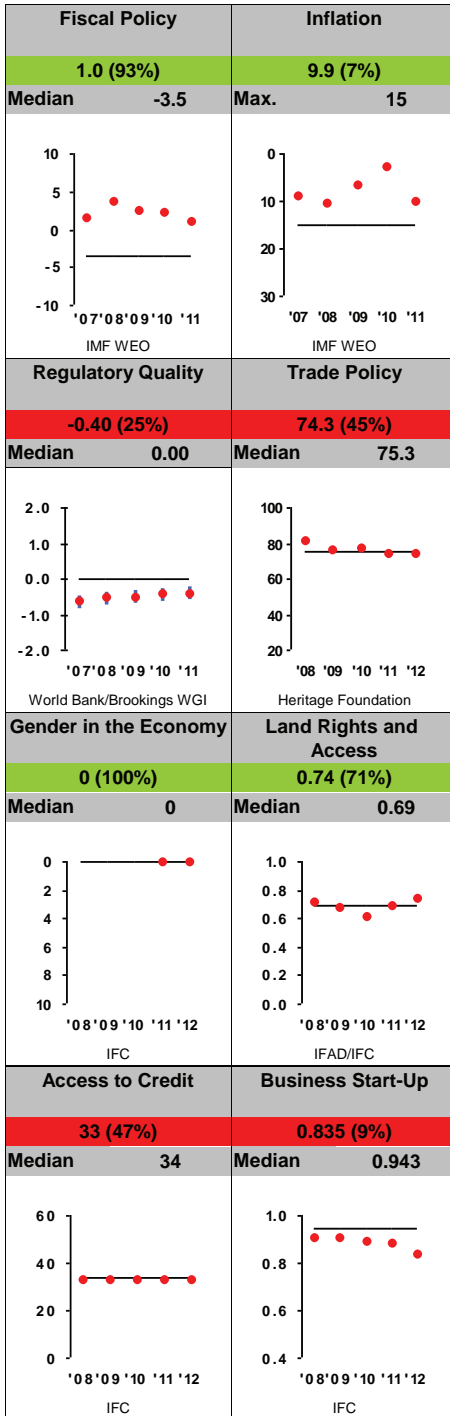 Fiscal Policy
1.0 (93%)
Median -3.5
10
5
0
-5
-10
'07 '08 '09 '10 '11
IMF WEO
Inflation
9.9 (7%)
Max. 15
0
10
20
30
'07 '08 '09 '10 '11
IMF WEO
Regulatory Quality
-0.40 (25%)
Median 0.00
2.0
1.0
0.0
-1.0
-2.0
'07 '08 '09 '10 '11
World Bank/Brookings WGI
Trade Policy
74.3 (45%)
Median 75.3
100
80
60
40
20
'08 '09 '10 '11 '12
Heritage Foundation
Gender in the Economy
0 (100%)
Median 0
0
2
4
6
8
10
'08 '09 '10 '11 '12
IFC
Land Rights and
Access
0.74 (71%)
Median 0.69
1.0
0.8
0.6
0.4
0.2
0.0
'08 '09 '10 '11 '12
IFAD/IFC
Access to Credit
33 (47%)
Median 34
60
40
20
0
'08 '09 '10 '11 '12
IFC
Business Start-Up
0.835 (9%)
Median 0.943
1.0
0.8
0.6
0.4
'08 '09 '10 '11 '12
IFC